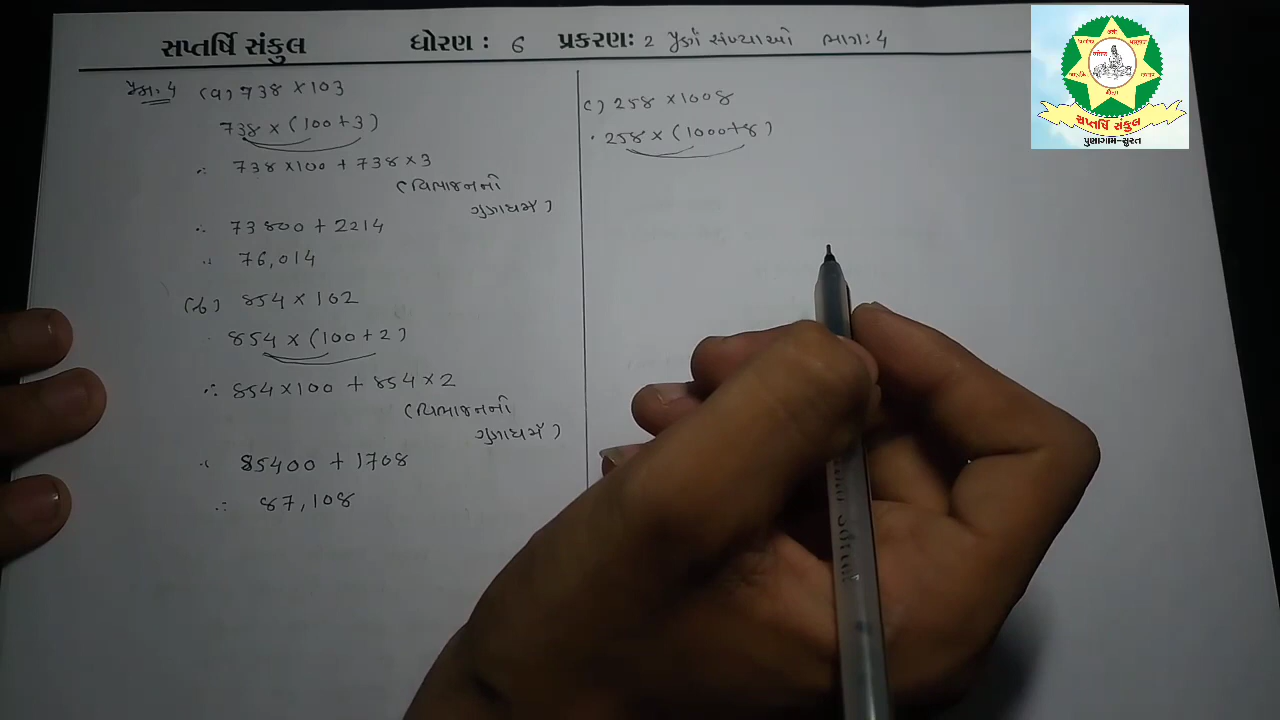 સપ્તર્ષિ સંકુલ ધોરણ : 6 પ્રકરણઃ 2 પૂર્ણ સંખ્યાઓ ભાગ: 4
પ્રશ્ન. 4 (a) 738 × 103
738 × (100 + 3)
∴ 738 × 100 + 738 × 3
(વિભાજનનો
ગુણધર્મ)
∴ 73800 + 2214
∴ 76,014
(b) 854 × 102
854 × (100 + 2)
∴ 854 × 100 + 854 × 2
(વિભાજનનો
ગુણધર્મ)
∴ 85400 + 1708
∴ 87,108
c) 258 × 1008
258 × (1000 + 8)
સપ્તર્ષિ સંકુલ
પુણાગામ-સુરત